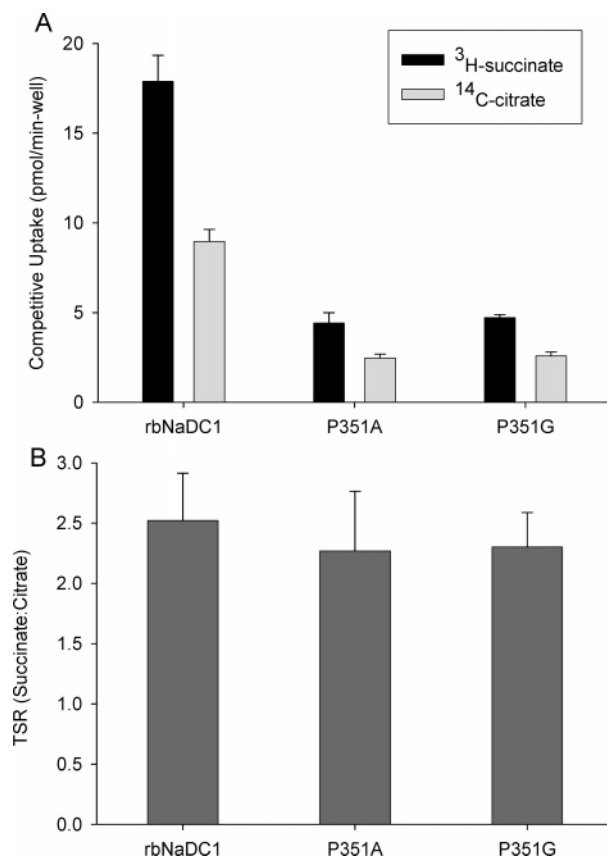 A
20
15
10
5
0
Competitive Uptake (pmol/min-well)
³H-succinate
¹⁴C-citrate
rbNaDC1 P351A P351G
B
3.0
2.5
2.0
1.5
1.0
0.5
0.0
TSR (Succinate:Citrate)
rbNaDC1 P351A P351G